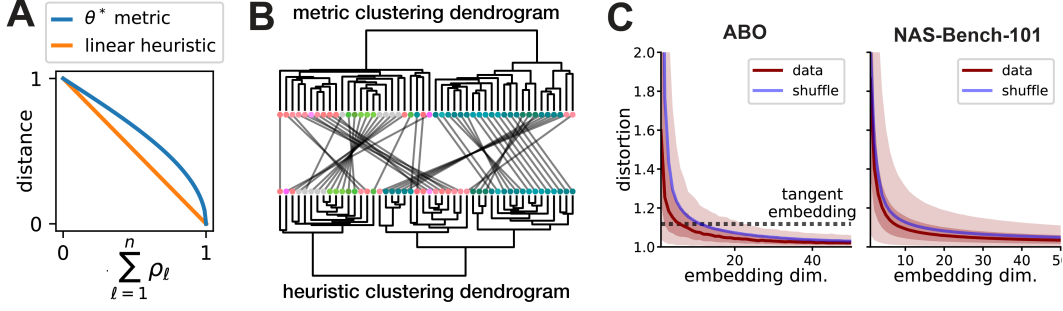 A
θ* metric
linear heuristic
1
distance
0
0
1
n
∑ ρℓ
ℓ = 1
B
metric clustering dendrogram
heuristic clustering dendrogram
C
ABO
distortion
2.0
1.8
1.6
1.4
1.2
1.0
data
shuffle
tangent
embedding
20
40
embedding dim.
NAS-Bench-101
data
shuffle
10
20
30
40
embedding dim.